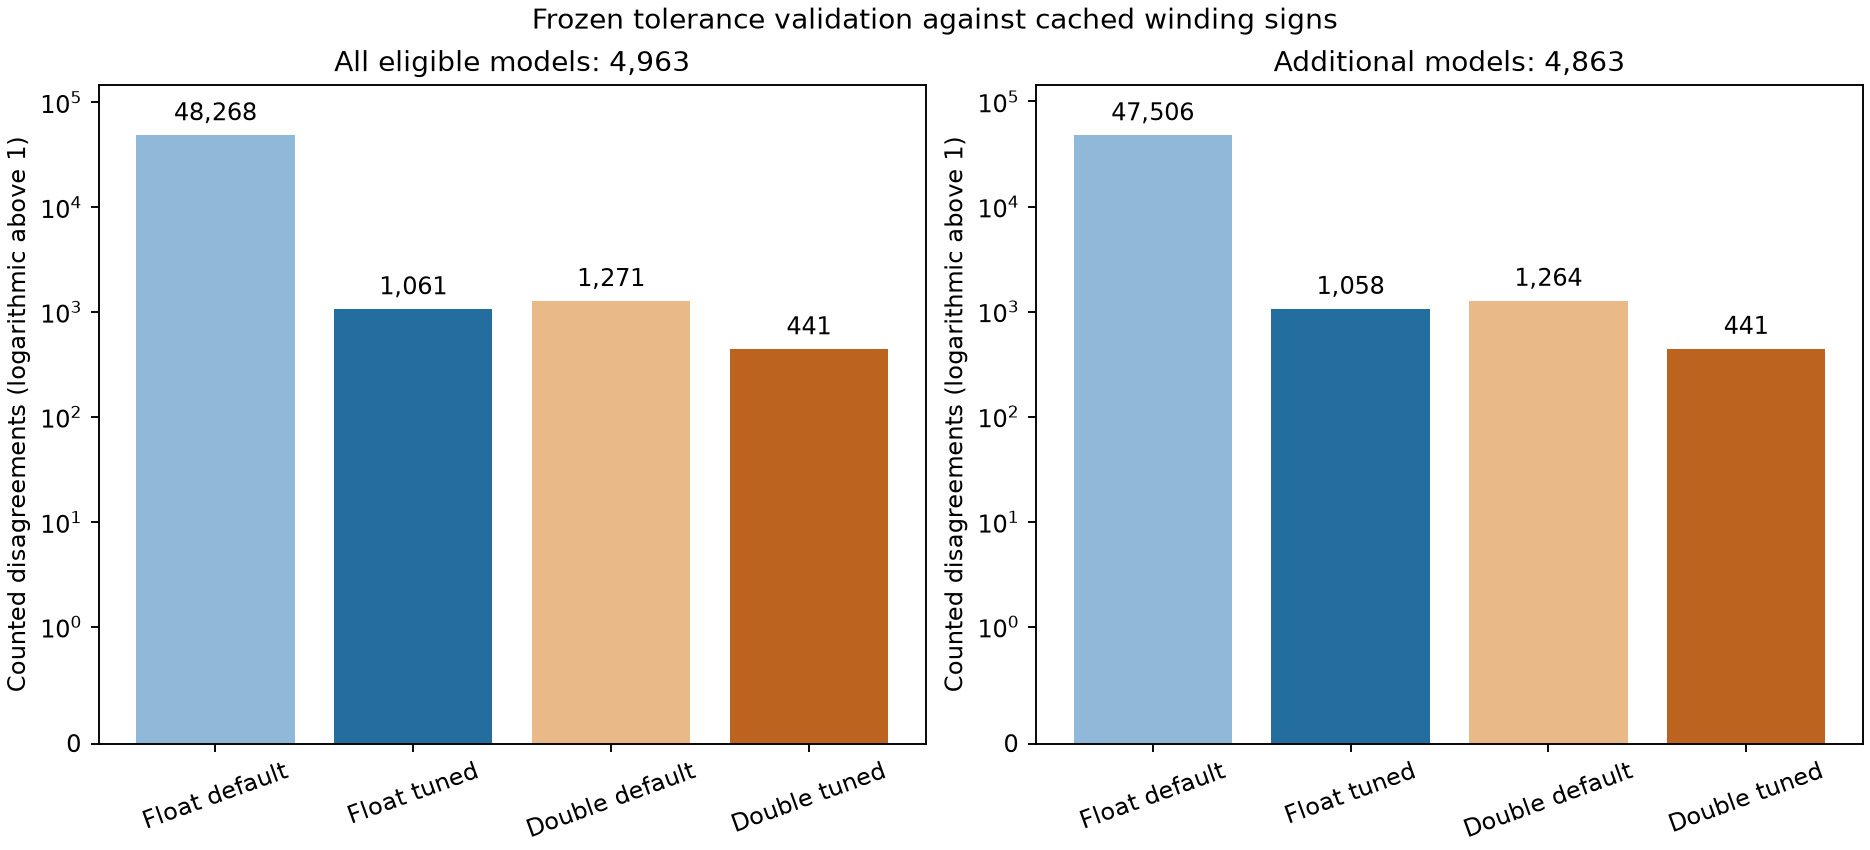 Frozen tolerance validation against cached winding signs
All eligible models: 4,963
Counted disagreements (logarithmic above 1)
10⁵
10⁴
10³
10²
10¹
10⁰
0
48,268
1,061
1,271
441
Float default
Float tuned
Double default
Double tuned
Additional models: 4,863
Counted disagreements (logarithmic above 1)
10⁵
10⁴
10³
10²
10¹
10⁰
0
47,506
1,058
1,264
441
Float default
Float tuned
Double default
Double tuned